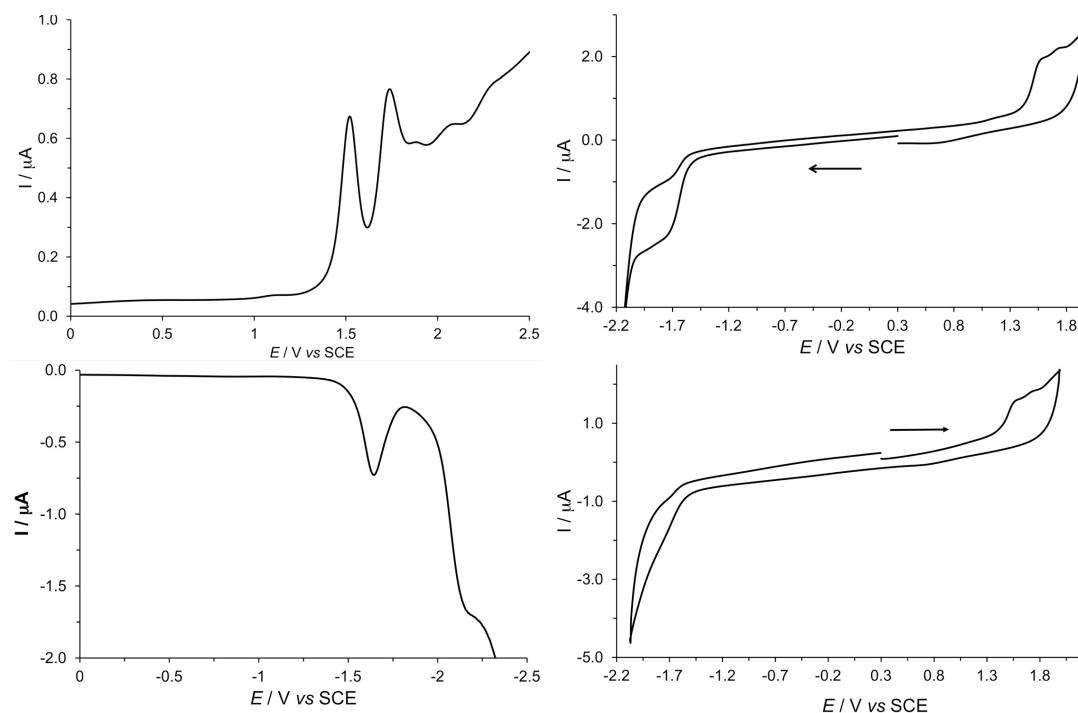 1.0
0.8
0.6
0.4
0.2
0.0
I / μA
0 0.5 1 1.5 2 2.5
E / V vs SCE
2.0
0.0
-2.0
-4.0
I / μA
-2.2 -1.7 -1.2 -0.7 -0.2 0.3 0.8 1.3 1.8
E / V vs SCE
0.0
-0.5
-1.0
-1.5
-2.0
I / μA
0 -0.5 -1 -1.5 -2 -2.5
E / V vs SCE
1.0
-1.0
-3.0
-5.0
I / μA
-2.2 -1.7 -1.2 -0.7 -0.2 0.3 0.8 1.3 1.8
E / V vs SCE